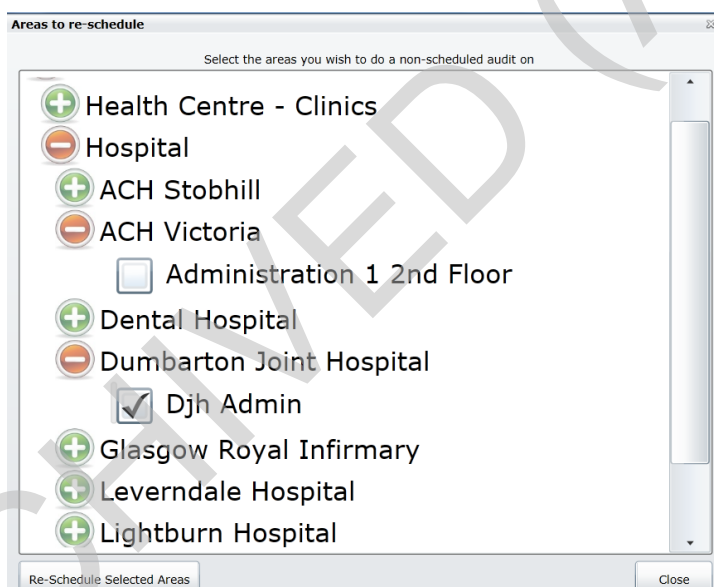 Areas to re-schedule
Select the areas you wish to do a non-scheduled audit on
Health Centre - Clinics
Hospital
ACH Stobhill
ACH Victoria
Administration 1 2nd Floor
Dental Hospital
Dumbarton Joint Hospital
Djh Admin
Glasgow Royal Infirmary
Leverndale Hospital
Lightburn Hospital
Re-Schedule Selected Areas
Close
CHIVED (A